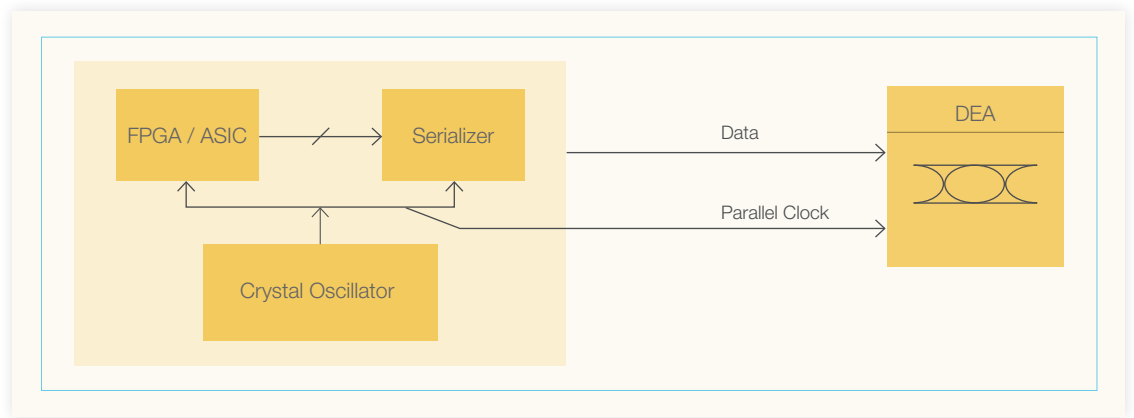 FPGA / ASIC
Serializer
Crystal Oscillator
Data
Parallel Clock
DEA